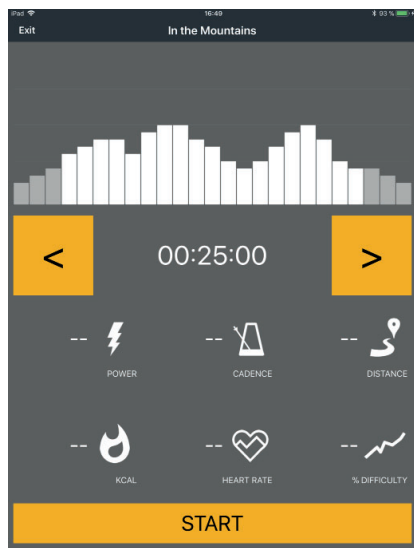 iPad 16:49 93 %
Exit In the Mountains
< 00:25:00 >
-- -- --
POWER CADENCE DISTANCE
-- -- --
KCAL HEART RATE % DIFFICULTY
START